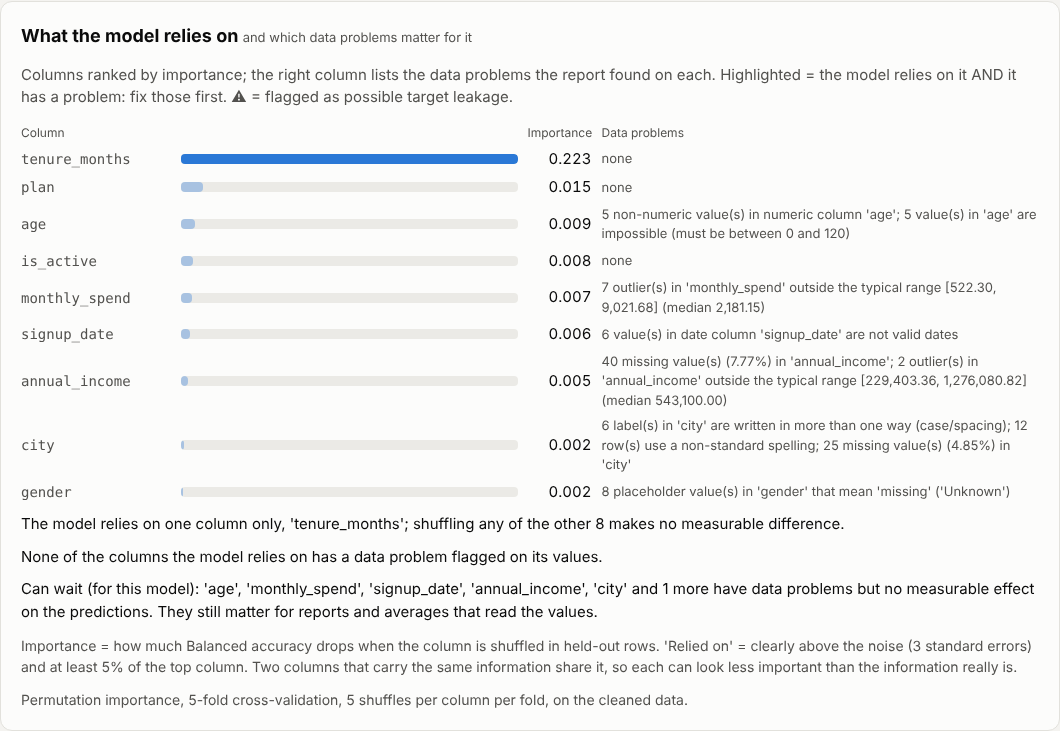 What the model relies on and which data problems matter for it
Columns ranked by importance; the right column lists the data problems the report found on each. Highlighted = the model relies on it AND it
has a problem: fix those first. ⚠ = flagged as possible target leakage.
Column Importance Data problems
tenure_months 0.223 none
plan 0.015 none
age 0.009 5 non-numeric value(s) in numeric column 'age'; 5 value(s) in 'age' are
impossible (must be between 0 and 120)
is_active 0.008 none
monthly_spend 0.007 7 outlier(s) in 'monthly_spend' outside the typical range [522.30,
9,021.68] (median 2,181.15)
signup_date 0.006 6 value(s) in date column 'signup_date' are not valid dates
annual_income 0.005 40 missing value(s) (7.77%) in 'annual_income'; 2 outlier(s) in
'annual_income' outside the typical range [229,403.36, 1,276,080.82]
(median 543,100.00)
city 0.002 6 label(s) in 'city' are written in more than one way (case/spacing); 12
row(s) use a non-standard spelling; 25 missing value(s) (4.85%) in
'city'
gender 0.002 8 placeholder value(s) in 'gender' that mean 'missing' ('Unknown')
The model relies on one column only, 'tenure_months'; shuffling any of the other 8 makes no measurable difference.
None of the columns the model relies on has a data problem flagged on its values.
Can wait (for this model): 'age', 'monthly_spend', 'signup_date', 'annual_income', 'city' and 1 more have data problems but no measurable effect
on the predictions. They still matter for reports and averages that read the values.
Importance = how much Balanced accuracy drops when the column is shuffled in held-out rows. 'Relied on' = clearly above the noise (3 standard errors)
and at least 5% of the top column. Two columns that carry the same information share it, so each can look less important than the information really is.
Permutation importance, 5-fold cross-validation, 5 shuffles per column per fold, on the cleaned data.